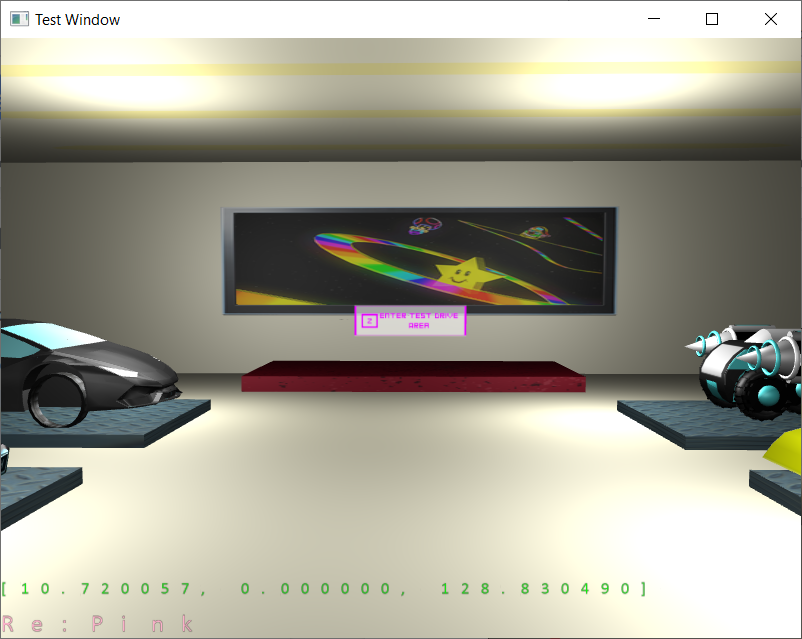 Test Window
Z ENTER TEST DRIVE
AREA
[10.720057, 0.000000, 128.830490]
Re: Pink